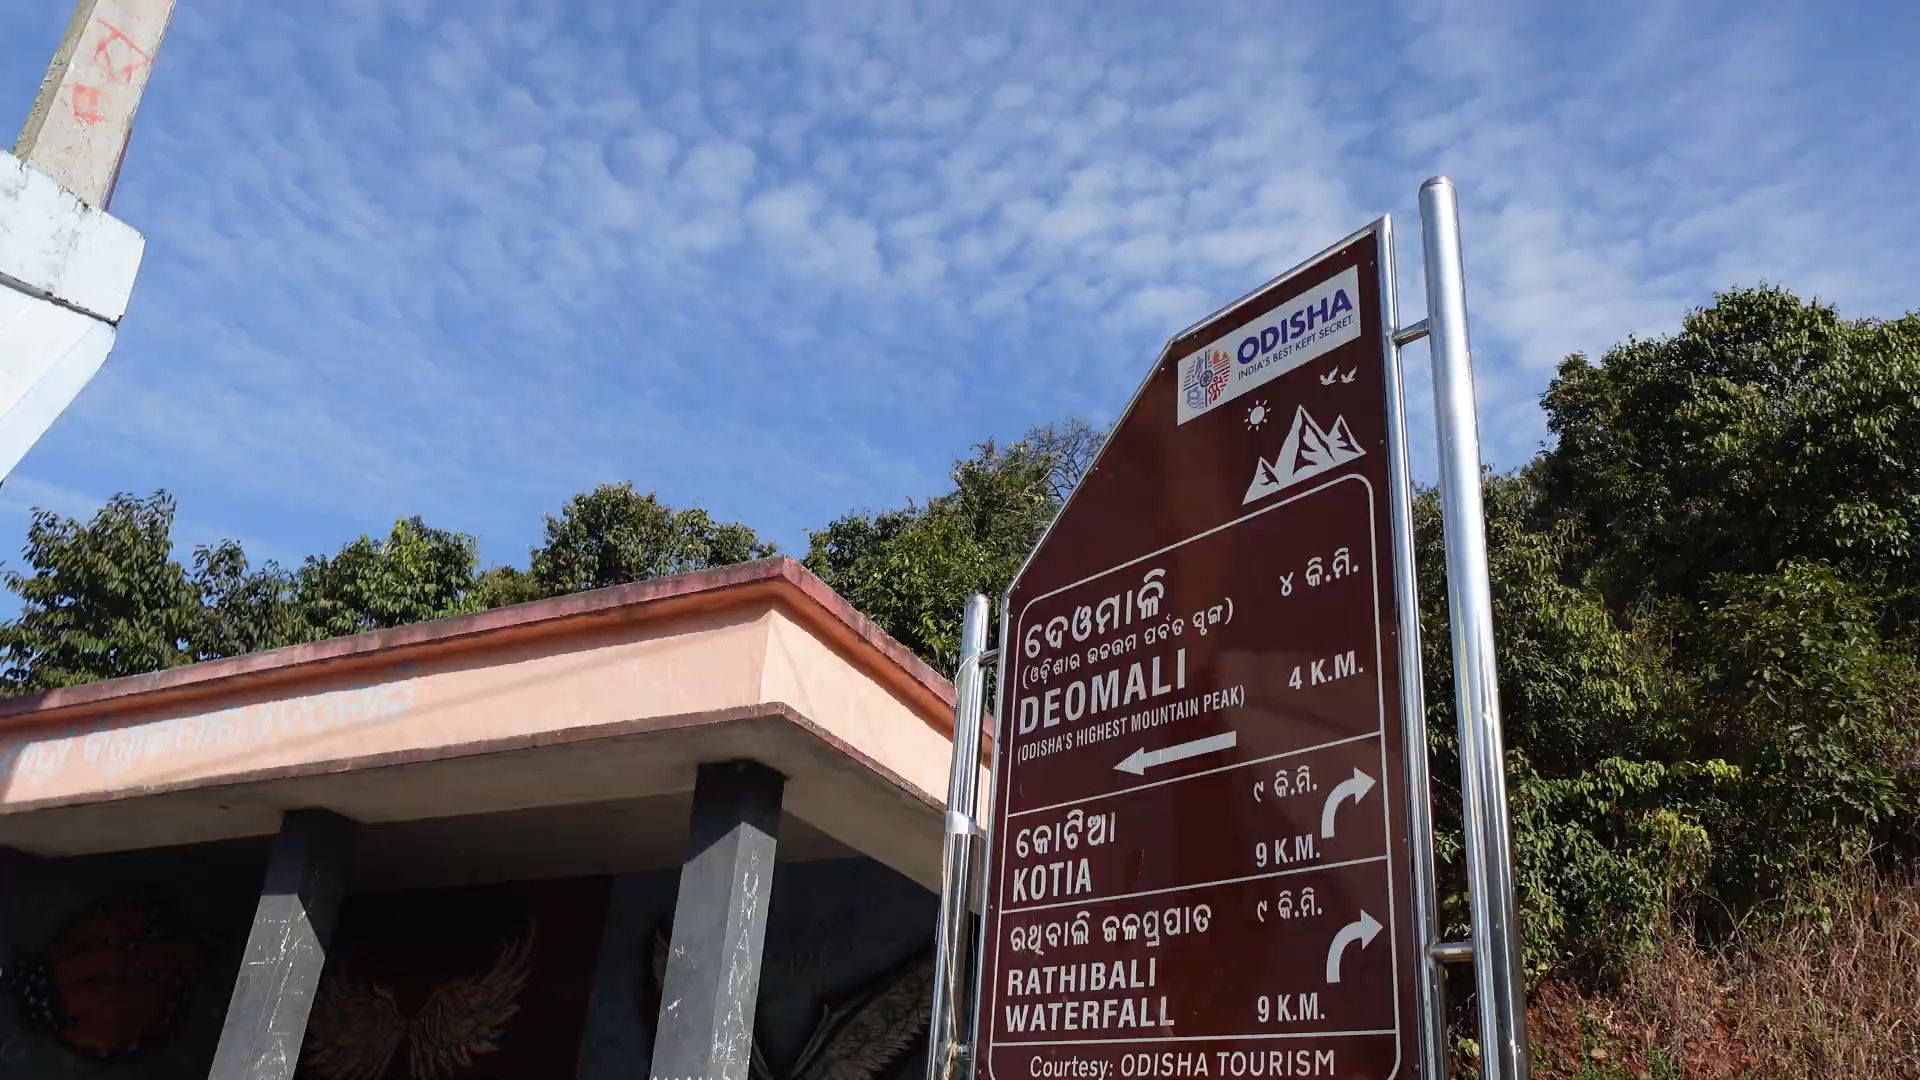 ODISHA
INDIA'S BEST KEPT SECRET.
ଦେଓମାଳି ୪ କି.ମି.
(ଓଡ଼ିଶାର ଉଚ୍ଚତମ ପର୍ବତ ସୃଙ୍ଗ)
DEOMALI 4 K.M.
(ODISHA'S HIGHEST MOUNTAIN PEAK)
କୋଟିଆ ୯ କି.ମି.
KOTIA 9 K.M.
ରଥିବାଲି ଜଳପ୍ରପାତ ୯ କି.ମି.
RATHIBALI
WATERFALL 9 K.M.
Courtesy: ODISHA TOURISM